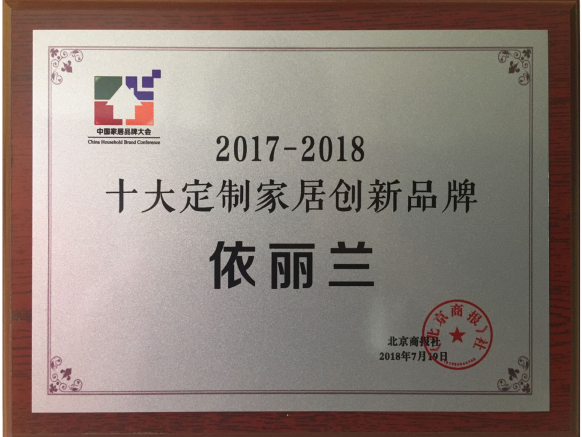 中国家居品牌大会
China Household Brand Conference
2017-2018
十大定制家居创新品牌
依丽兰
北京商报社
2018年7月19日
《北京商报》社